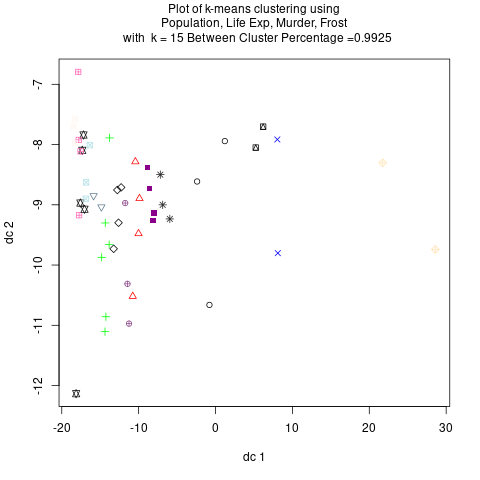 Plot of k-means clustering using
Population, Life Exp, Murder, Frost
with  k = 15 Between Cluster Percentage =0.9925
-7
-8
-9
-10
-11
-12
dc 2
-20
-10
0
10
20
30
dc 1